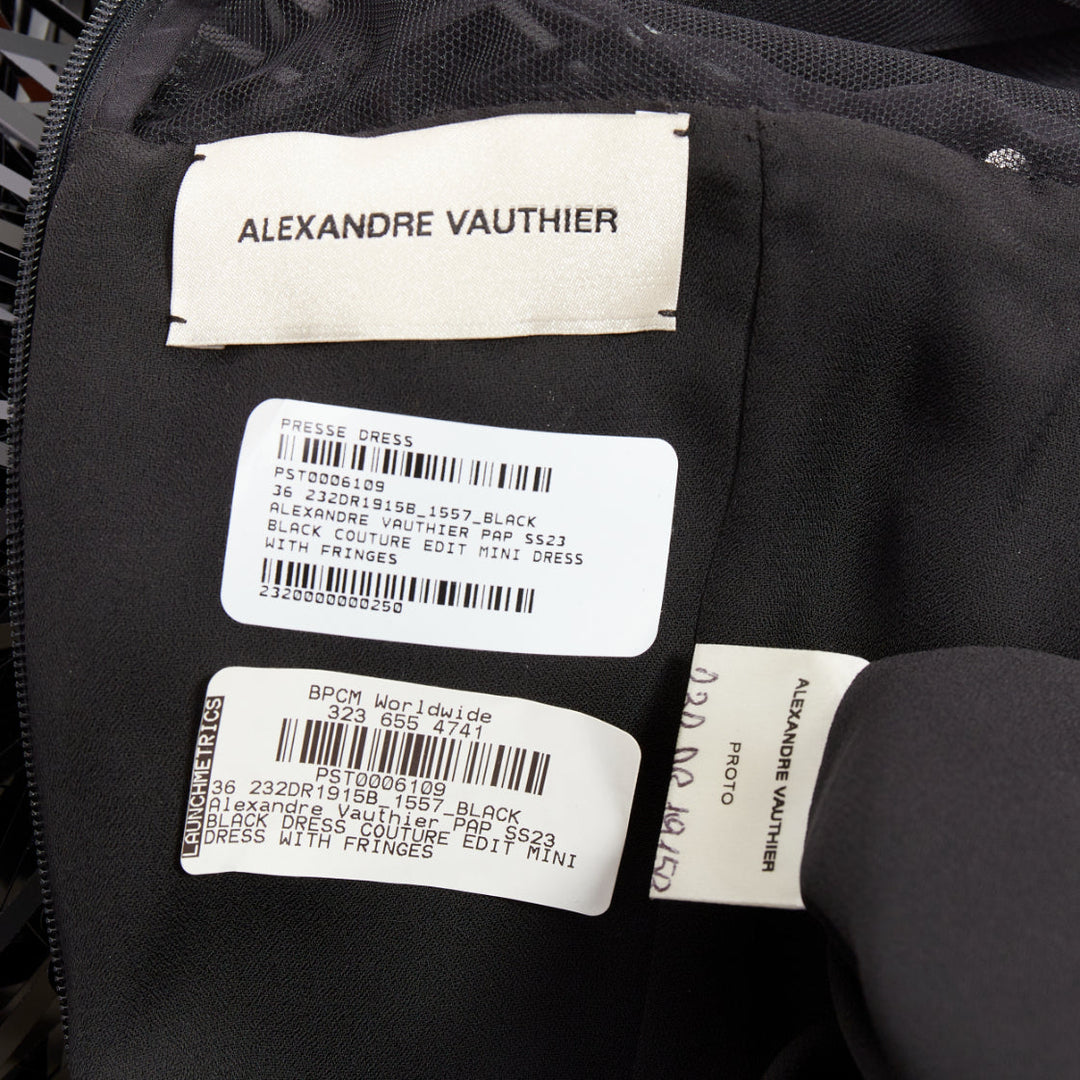 ALEXANDRE VAUTHIER
PRESSE DRESS
PST0006109
36 232DR1915B_1557_BLACK
ALEXANDRE VAUTHIER PAP SS23
BLACK COUTURE EDIT MINI DRESS
WITH FRINGES
2320000000250
LAUNCHMETRICS
BPCM Worldwide
323 655 4741
PST0006109
36 232DR1915B_1557_BLACK
Alexandre Vauthier PAP SS23
BLACK DRESS COUTURE EDIT MINI
DRESS WITH FRINGES
ALEXANDRE VAUTHIER
PROTO